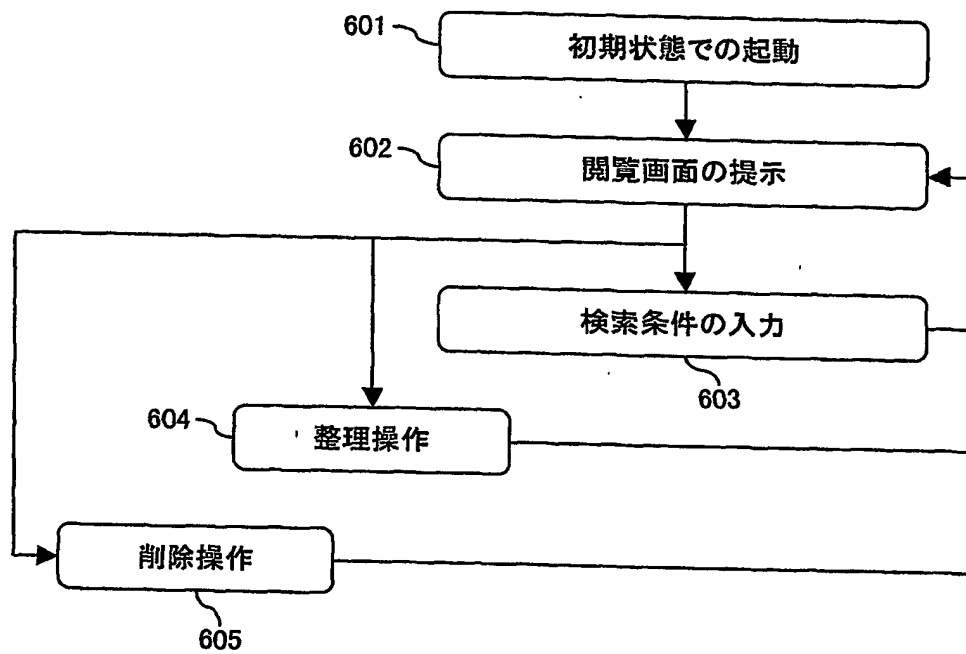 601
初期状態での起動
602
閲覧画面の提示
検索条件の入力
603
604
整理操作
削除操作
605